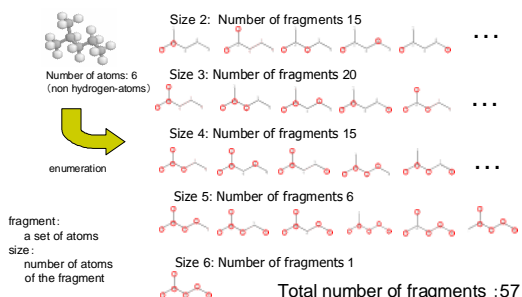 Size 2: Number of fragments 15
...
Number of atoms: 6
(non hydrogen-atoms)
Size 3: Number of fragments 20
...
Size 4: Number of fragments 15
enumeration
...
Size 5: Number of fragments 6
fragment:
a set of atoms
size:
number of atoms
of the fragment
Size 6: Number of fragments 1
Total number of fragments :57